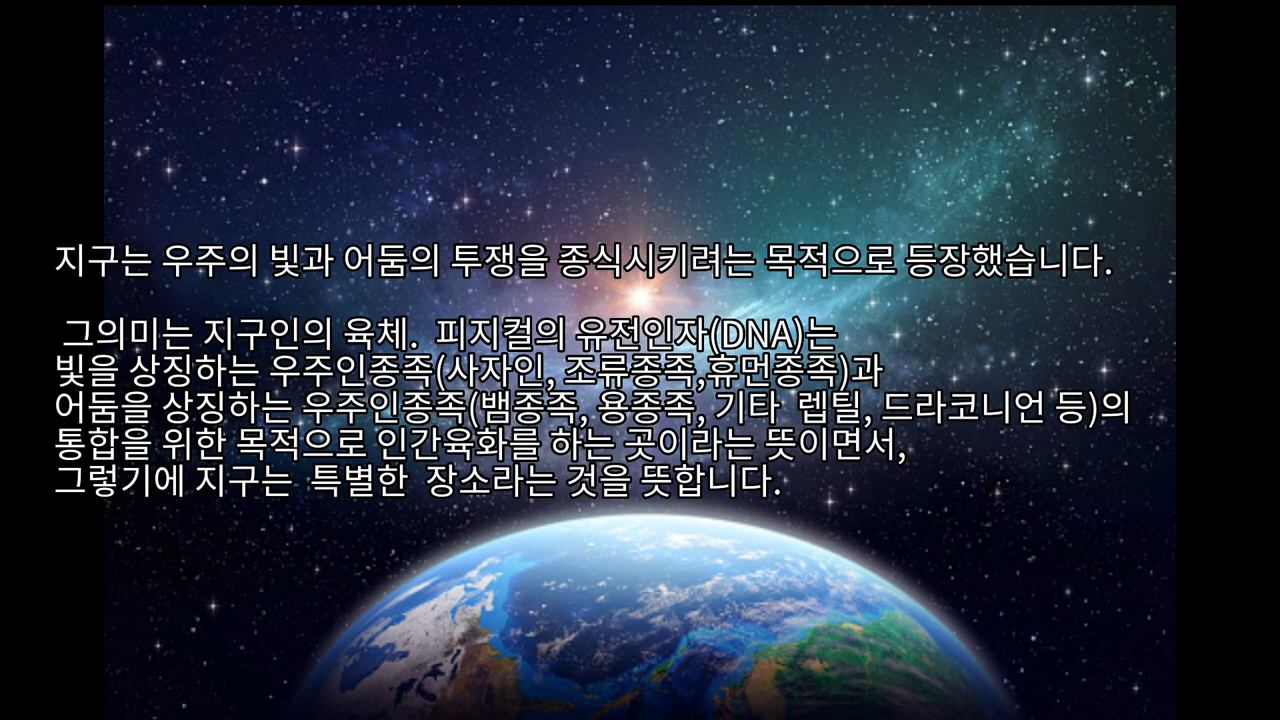 지구는 우주의 빛과 어둠의 투쟁을 종식시키려는 목적으로 등장했습니다.
그의미는 지구인의 육체. 피지컬의 유전인자(DNA)는
빛을 상징하는 우주인종족(사자인, 조류종족,휴먼종족)과
어둠을 상징하는 우주인종족(뱀종족, 용종족, 기타 렙틸, 드라코니언 등)의
통합을 위한 목적으로 인간육화를 하는 곳이라는 뜻이면서,
그렇기에 지구는 특별한 장소라는 것을 뜻합니다.